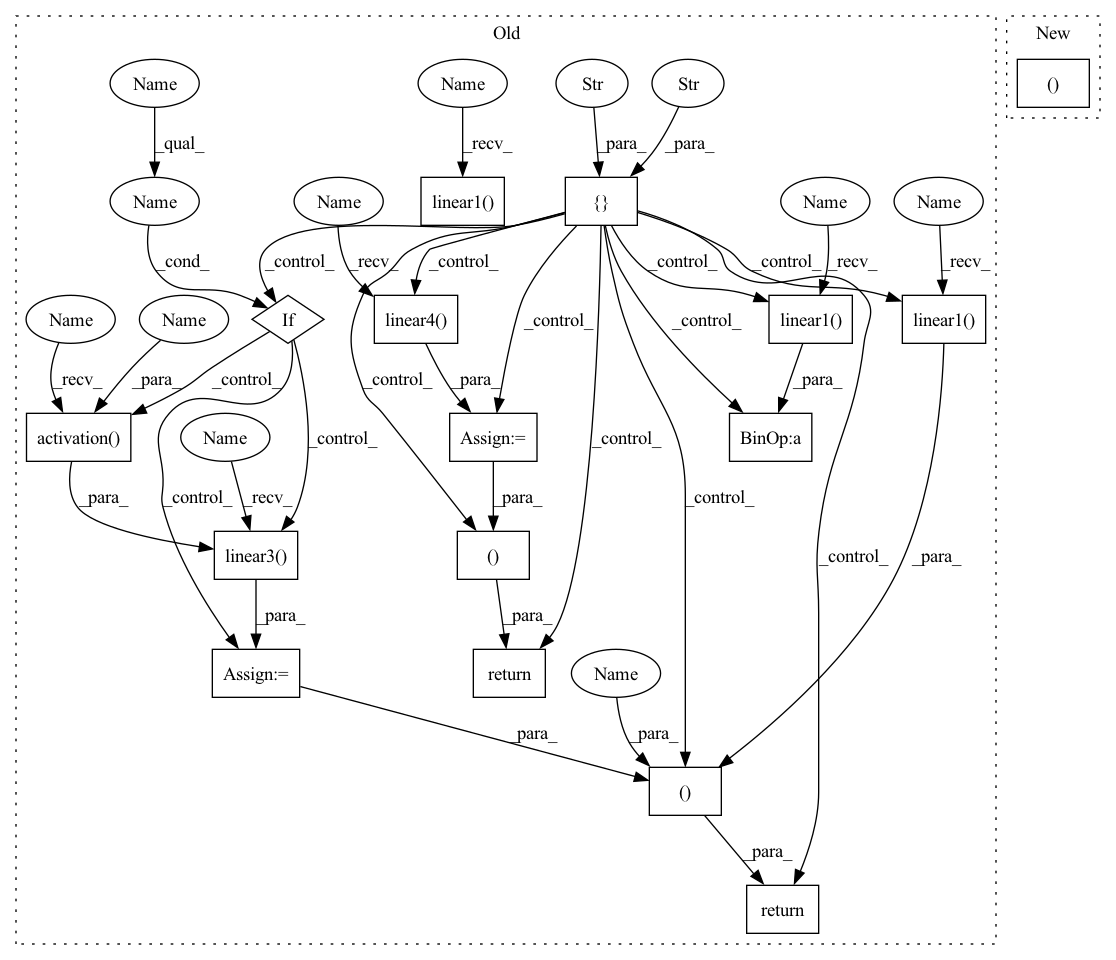 Old
New
Name
Name
Str
Str
()
_qual_
_recv_
_para_
_para_
Name
Name
linear1()
{}
Name
Name
_cond_
_control_
_recv_
_control_
_control_
_recv_
_control_
_recv_
Name
Name
If
linear4()
linear1()
linear1()
_control_
_control_
_recv_
_para_
_control_
_control_
_para_
_para_
activation()
Name
Assign:=
BinOp:a
_control_
_control_
_para_
_control_
_recv_
_para_
_control_
linear3()
()
_control_
_para_
_para_
_para_
Assign:=
return
Name
_para_
_para_
()
_para_
return